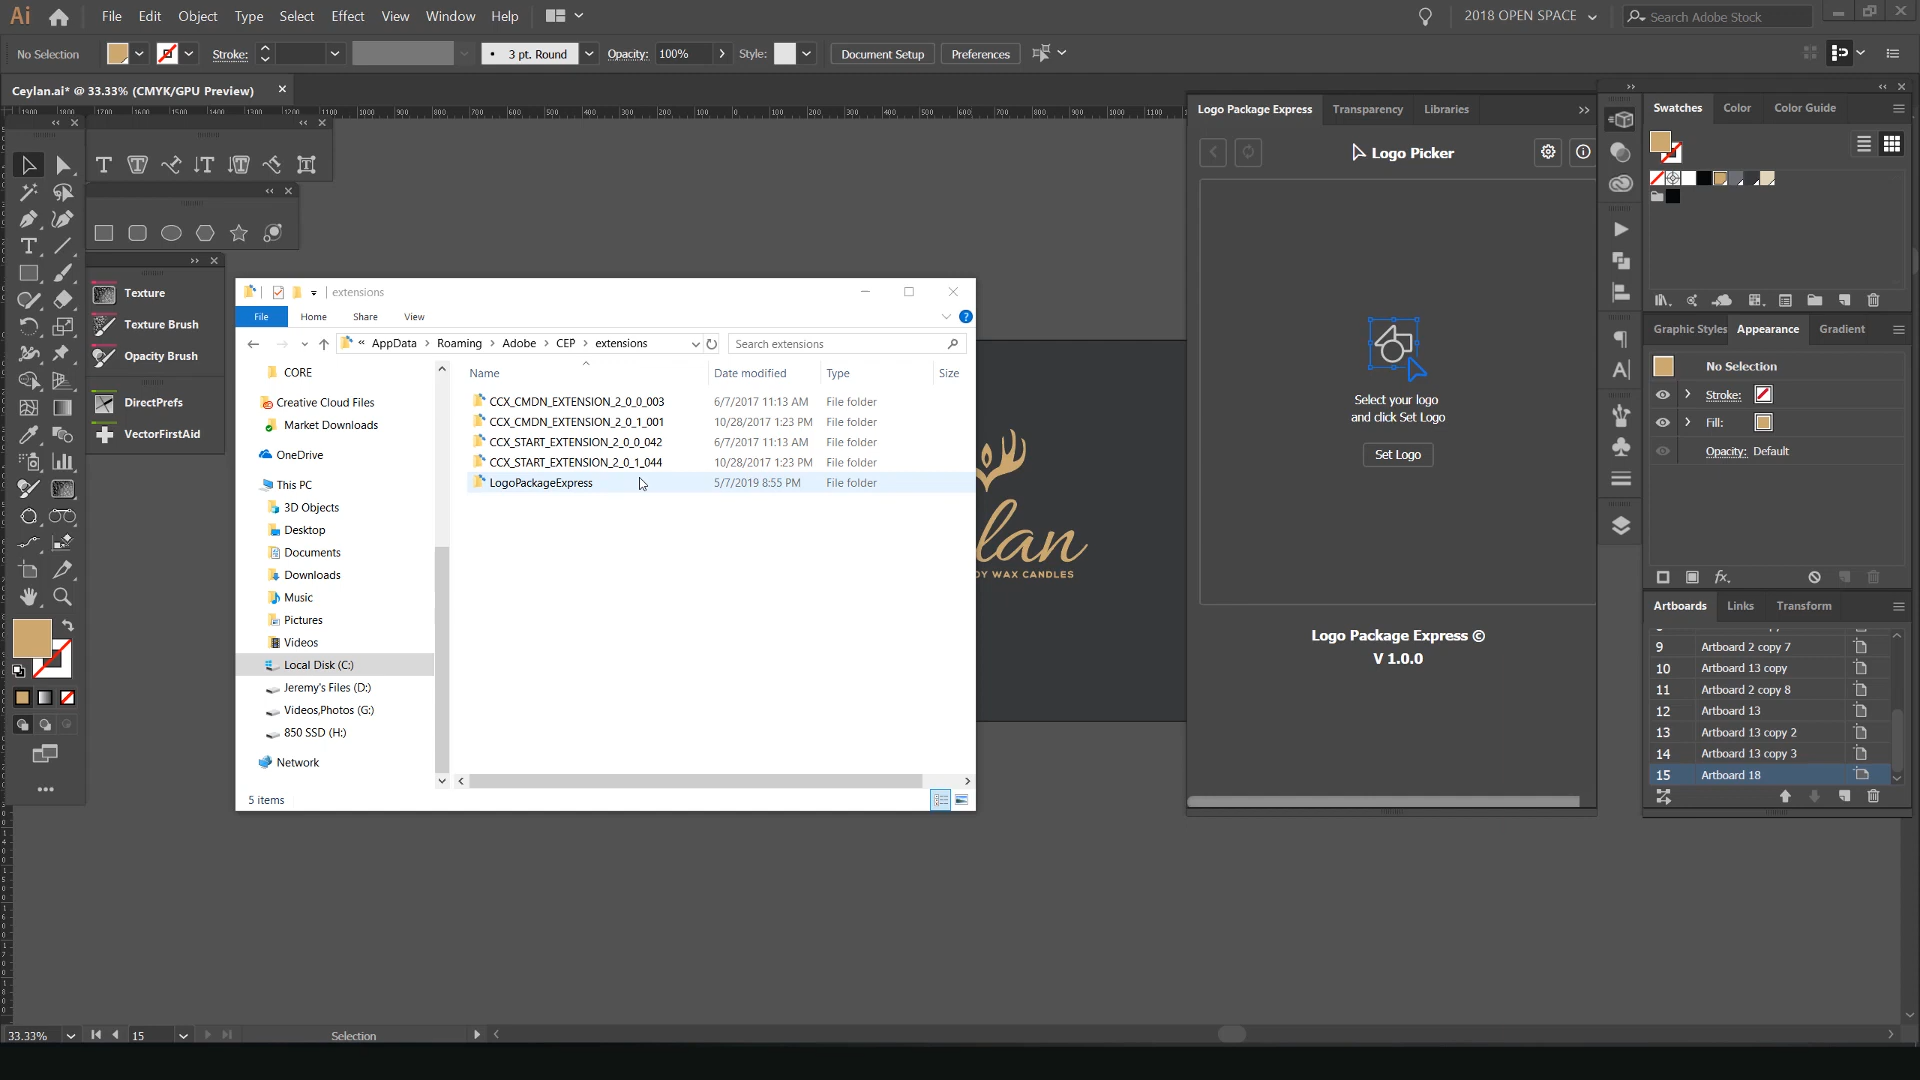 Ai File Edit Object Type Select Effect View Window Help 2018 OPEN SPACE Search Adobe Stock
No Selection Stroke: 3 pt. Round Opacity: 100% Style: Document Setup Preferences
Ceylan.ai* @ 33.33% (CMYK/GPU Preview)
Texture
Texture Brush
Opacity Brush
DirectPrefs
VectorFirstAid
extensions
File Home Share View
« AppData Roaming Adobe CEP extensions Search extensions
CORE
Creative Cloud Files
Market Downloads
OneDrive
This PC
3D Objects
Desktop
Documents
Downloads
Music
Pictures
Videos
Local Disk (C:)
Jeremy's Files (D:)
Videos,Photos (G:)
850 SSD (H:)
Network
Name Date modified Type Size
CCX_CMDN_EXTENSION_2_0_0_003 6/7/2017 11:13 AM File folder
CCX_CMDN_EXTENSION_2_0_1_001 10/28/2017 1:23 PM File folder
CCX_START_EXTENSION_2_0_0_042 6/7/2017 11:13 AM File folder
CCX_START_EXTENSION_2_0_1_044 10/28/2017 1:23 PM File folder
LogoPackageExpress 5/7/2019 8:55 PM File folder
5 items
lan
DY WAX CANDLES
Logo Package Express Transparency Libraries
Logo Picker
Select your logo
and click Set Logo
Set Logo
Logo Package Express ©
V 1.0.0
Swatches Color Color Guide
Graphic Styles Appearance Gradient
No Selection
Stroke:
Fill:
Opacity: Default
Artboards Links Transform
9 Artboard 2 copy 7
10 Artboard 13 copy
11 Artboard 2 copy 8
12 Artboard 13
13 Artboard 13 copy 2
14 Artboard 13 copy 3
15 Artboard 18
33.33% 15 Selection